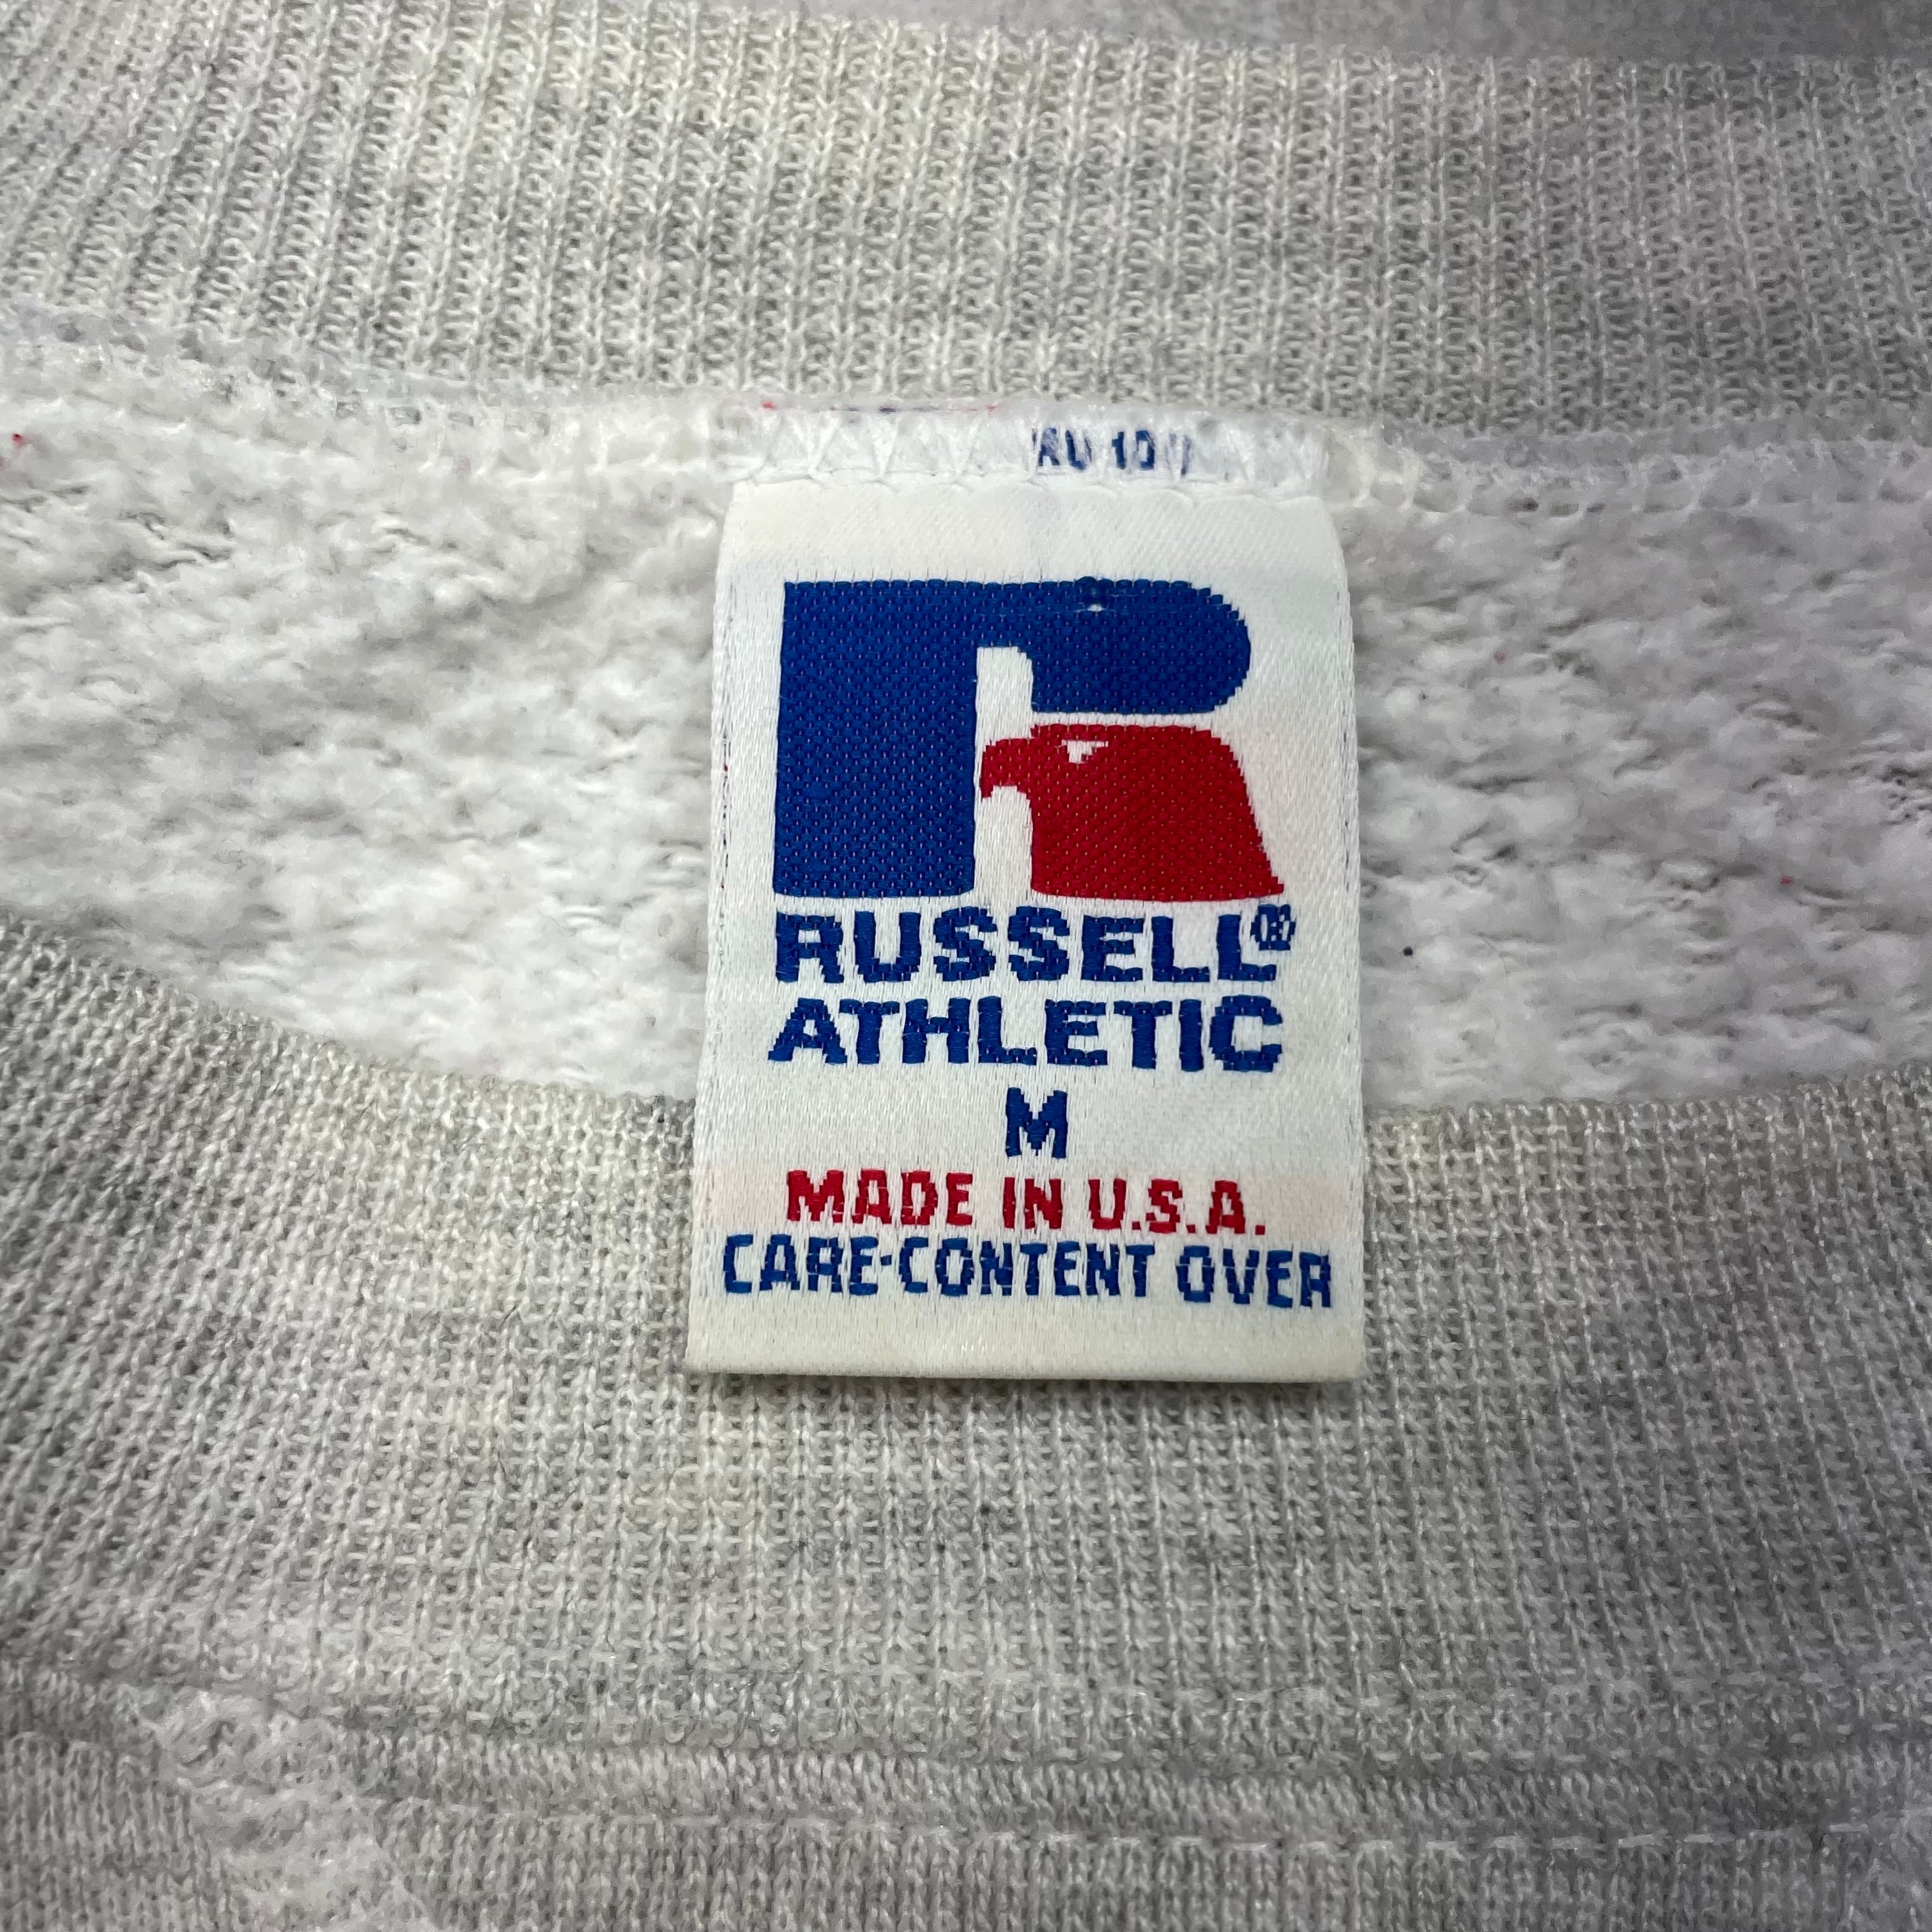 RUSSELL®
ATHLETIC
M
MADE IN U.S.A.
CARE·CONTENT OVER